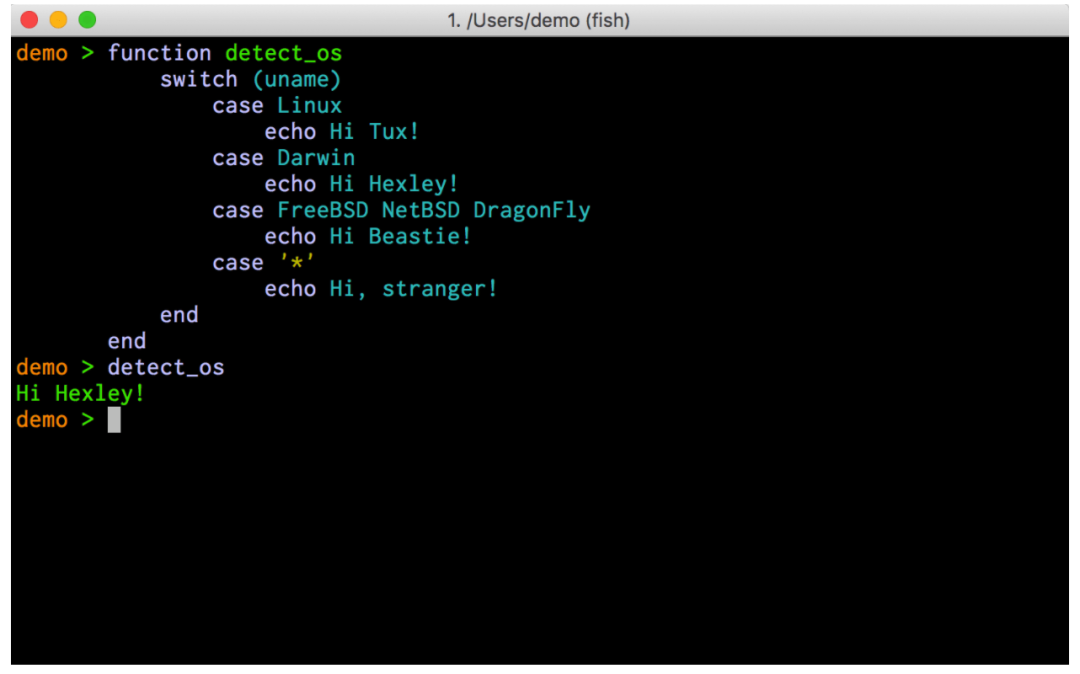 1. /Users/demo (fish)
demo > function detect_os
           switch (uname)
               case Linux
                   echo Hi Tux!
               case Darwin
                   echo Hi Hexley!
               case FreeBSD NetBSD DragonFly
                   echo Hi Beastie!
               case '*'
                   echo Hi, stranger!
           end
       end
demo > detect_os
Hi Hexley!
demo >